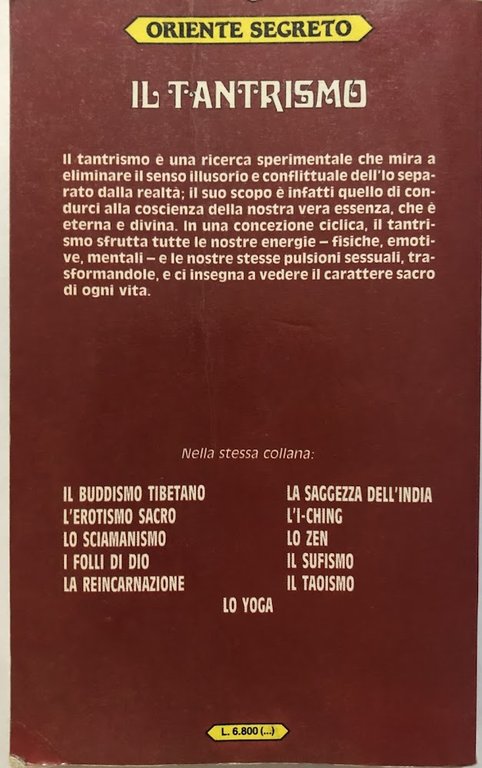 ORIENTE SEGRETO
IL TANTRISMO
Il tantrismo è una ricerca sperimentale che mira a
eliminare il senso illusorio e conflittuale dell'Io sepa-
rato dalla realtà; il suo scopo è infatti quello di con-
durci alla coscienza della nostra vera essenza, che è
eterna e divina. In una concezione ciclica, il tantri-
smo sfrutta tutte le nostre energie – fisiche, emoti-
ve, mentali – e le nostre stesse pulsioni sessuali, tra-
sformandole, e ci insegna a vedere il carattere sacro
di ogni vita.
Nella stessa collana:
IL BUDDISMO TIBETANO
L'EROTISMO SACRO
LO SCIAMANISMO
I FOLLI DI DIO
LA REINCARNAZIONE
LA SAGGEZZA DELL'INDIA
L'I-CHING
LO ZEN
IL SUFISMO
IL TAOISMO
LO YOGA
L. 6.800 (...)